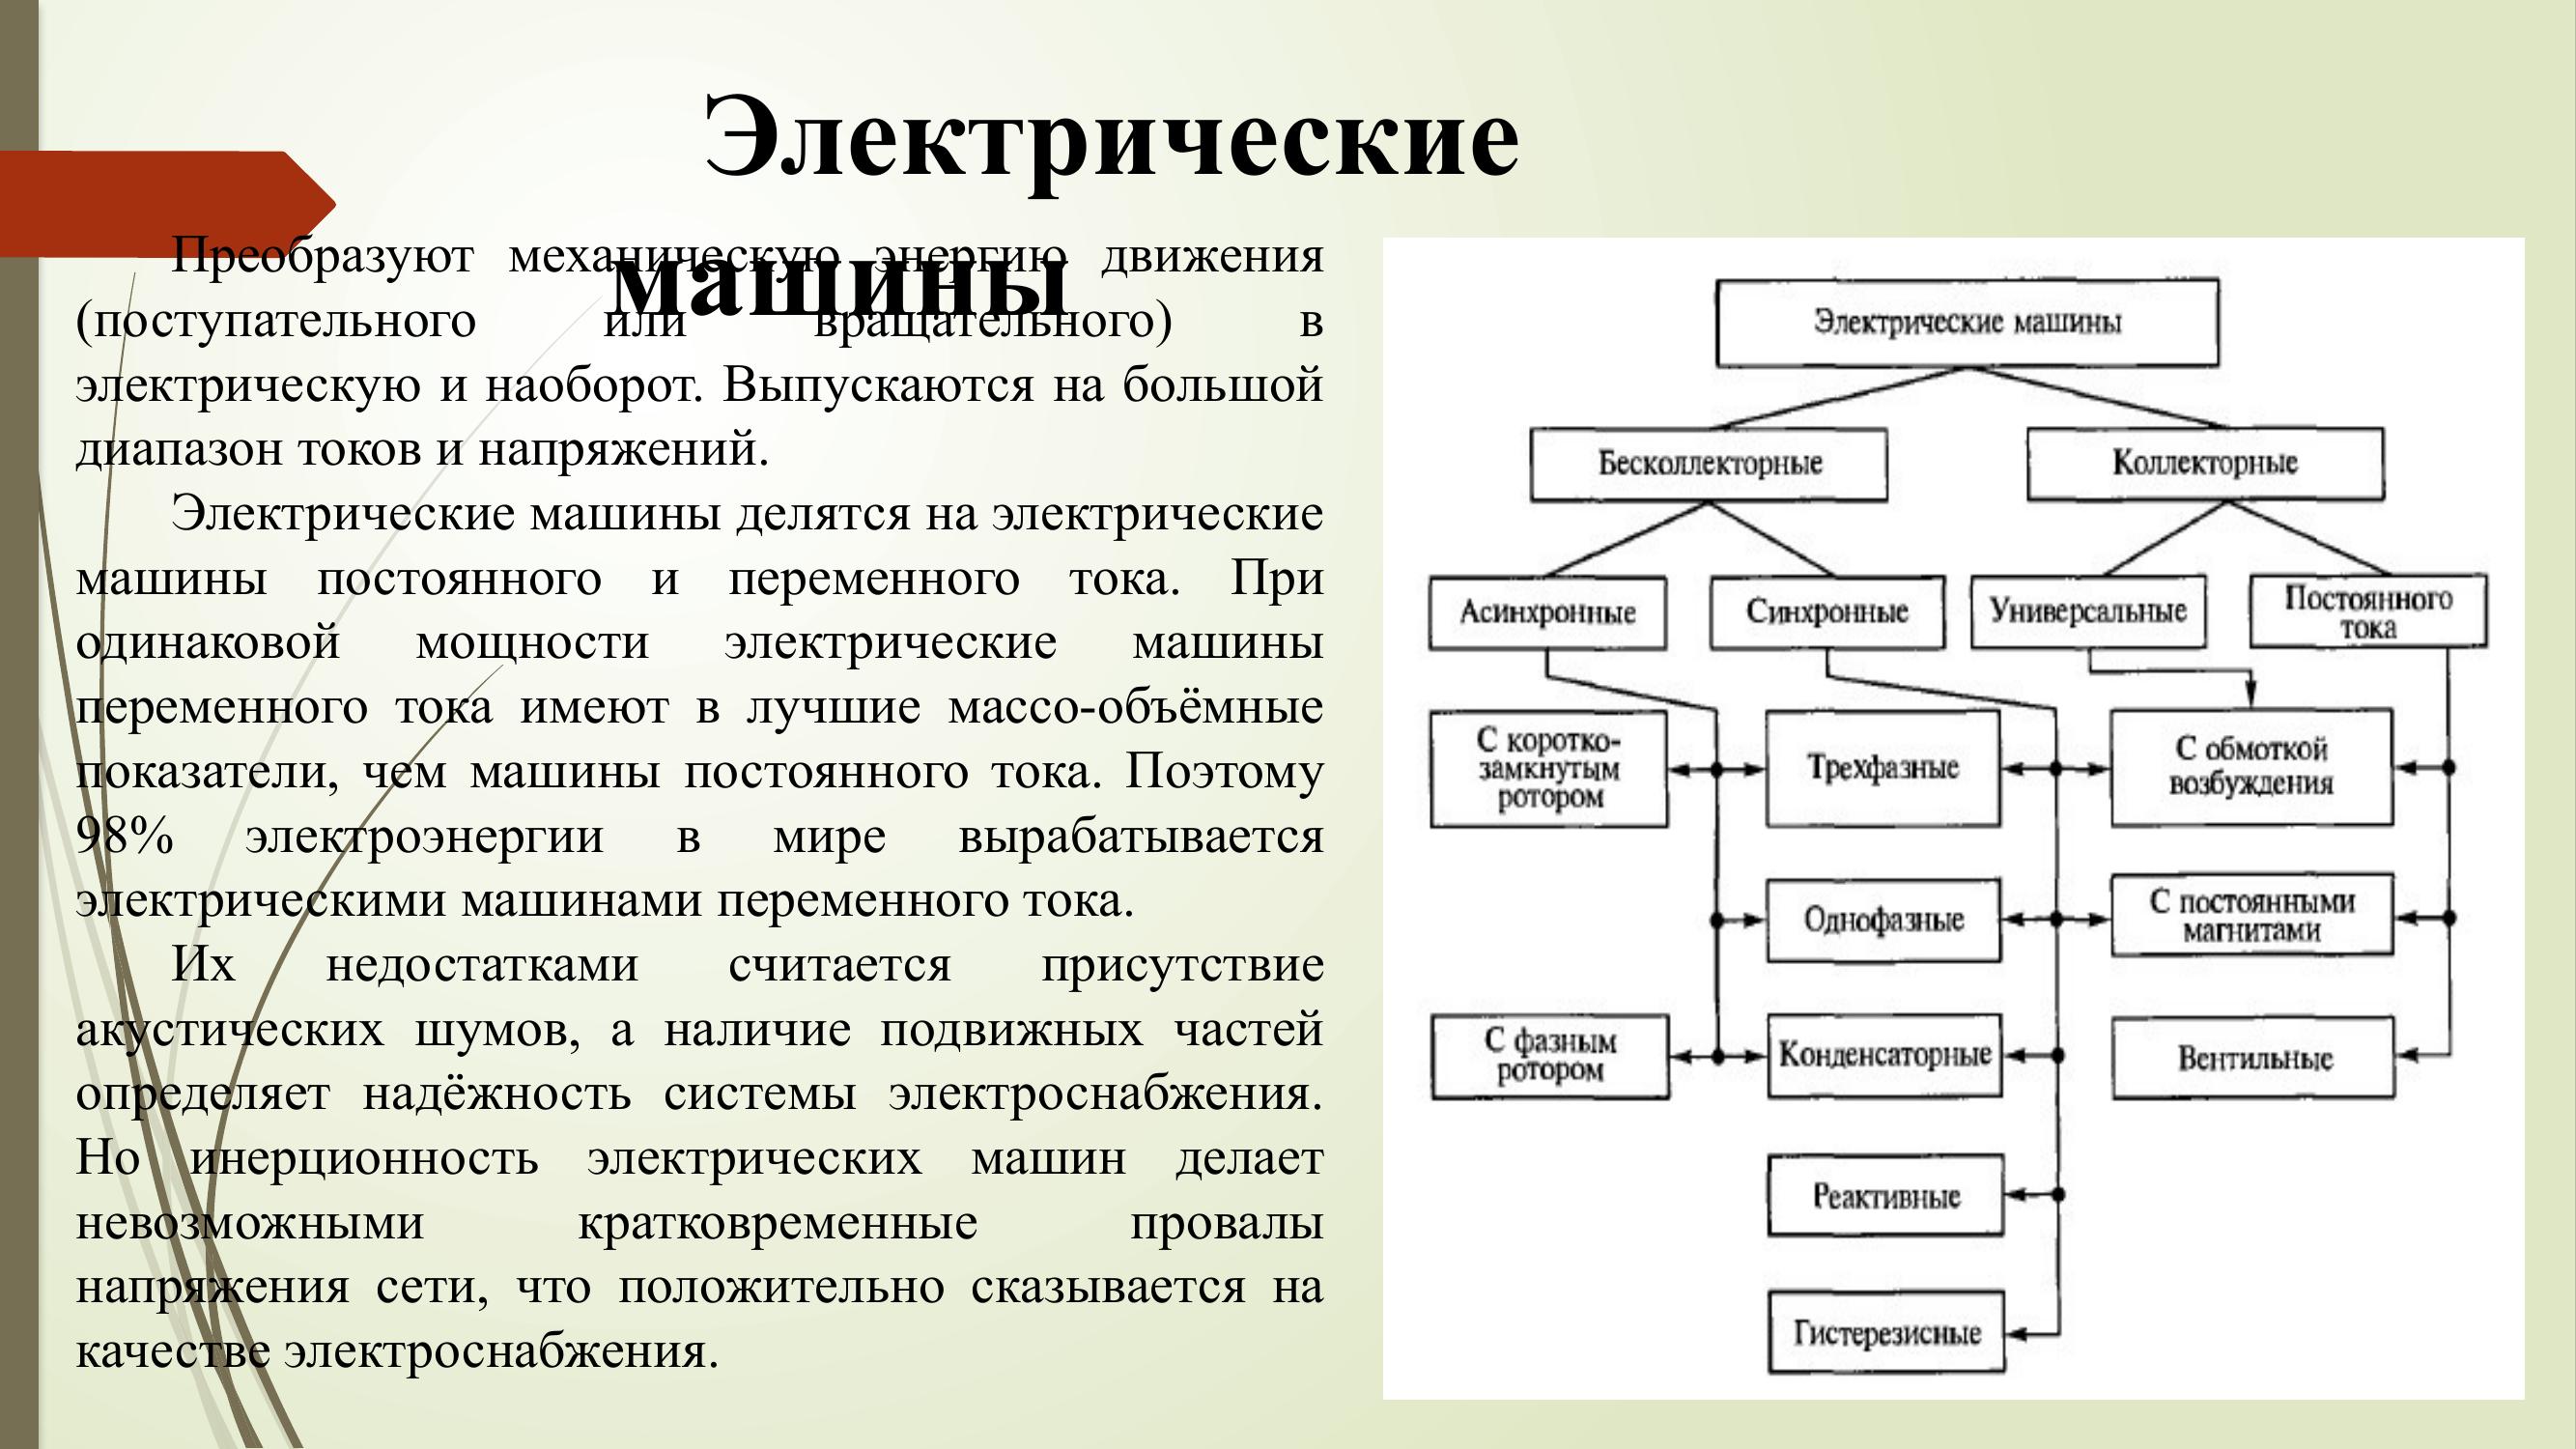 Электрические
машины
Преобразуют механическую энергию движения
(поступательного или вращательного) в
электрическую и наоборот. Выпускаются на большой
диапазон токов и напряжений.
Электрические машины делятся на электрические
машины постоянного и переменного тока. При
одинаковой мощности электрические машины
переменного тока имеют в лучшие массо-объёмные
показатели, чем машины постоянного тока. Поэтому
98% электроэнергии в мире вырабатывается
электрическими машинами переменного тока.
Их недостатками считается присутствие
акустических шумов, а наличие подвижных частей
определяет надёжность системы электроснабжения.
Но инерционность электрических машин делает
невозможными кратковременные провалы
напряжения сети, что положительно сказывается на
качестве электроснабжения.
Электрические машины
Бесколлекторные
Коллекторные
Асинхронные
Синхронные
Универсальные
Постоянного
тока
С коротко-
замкнутым
ротором
Трехфазные
С обмоткой
возбуждения
Однофазные
С постоянными
магнитами
С фазным
ротором
Конденсаторные
Вентильные
Реактивные
Гистерезисные